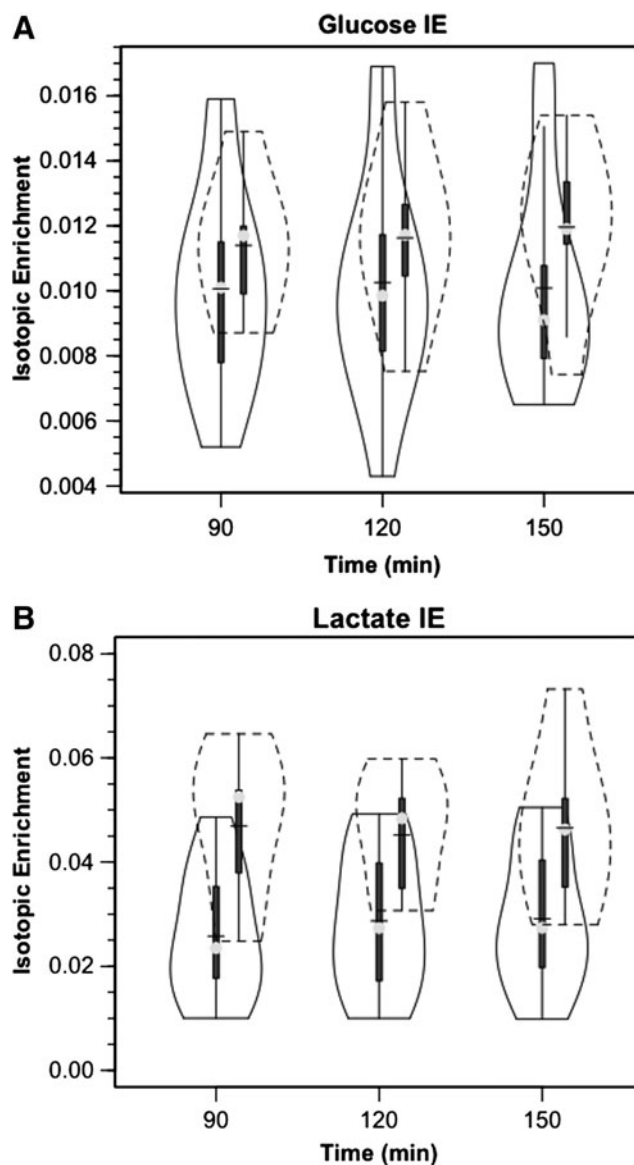 A
Glucose IE
Isotopic Enrichment
0.016
0.014
0.012
0.010
0.008
0.006
0.004
90 120 150
Time (min)
B
Lactate IE
Isotopic Enrichment
0.08
0.06
0.04
0.02
0.00
90 120 150
Time (min)